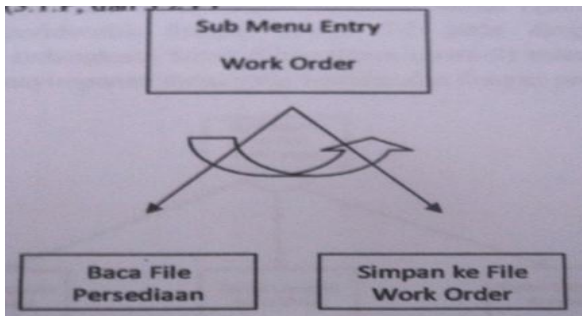 Sub Menu Entry
Work Order
Baca File
Persediaan
Simpan ke File
Work Order